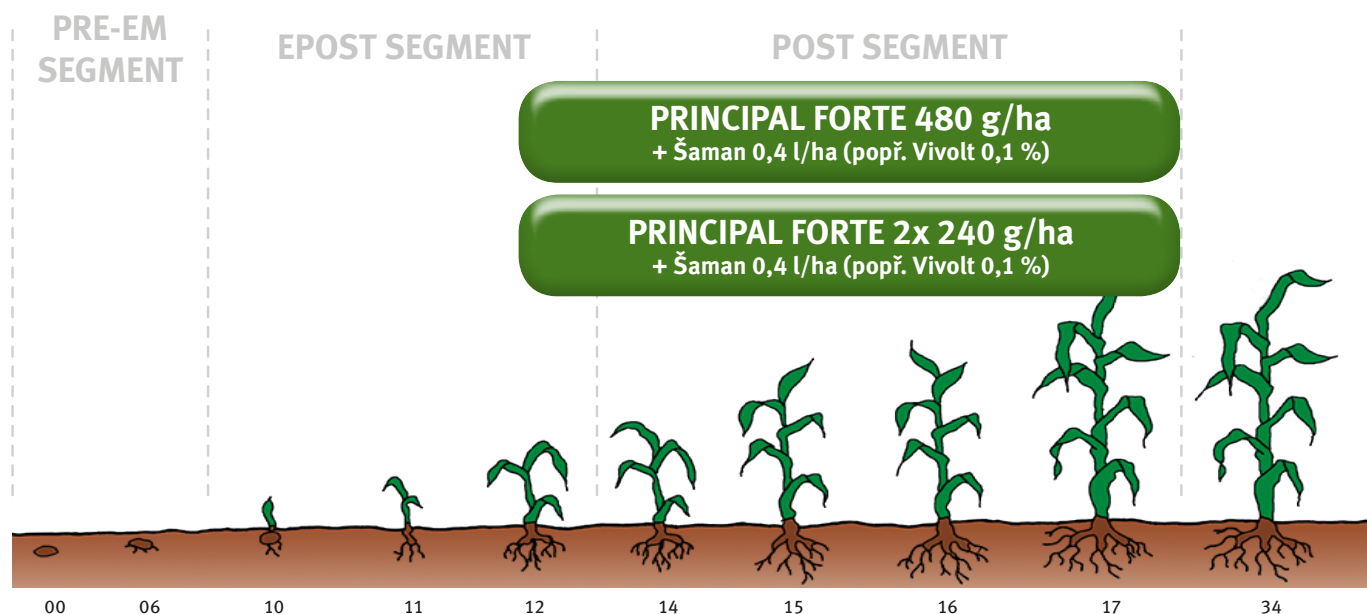 PRE-EM
SEGMENT
EPOST SEGMENT
POST SEGMENT
PRINCIPAL FORTE 480 g/ha
+ Šaman 0,4 l/ha (popř. Vivolt 0,1 %)
PRINCIPAL FORTE 2x 240 g/ha
+ Šaman 0,4 l/ha (popř. Vivolt 0,1 %)
00 06 10 11 12 14 15 16 17 34